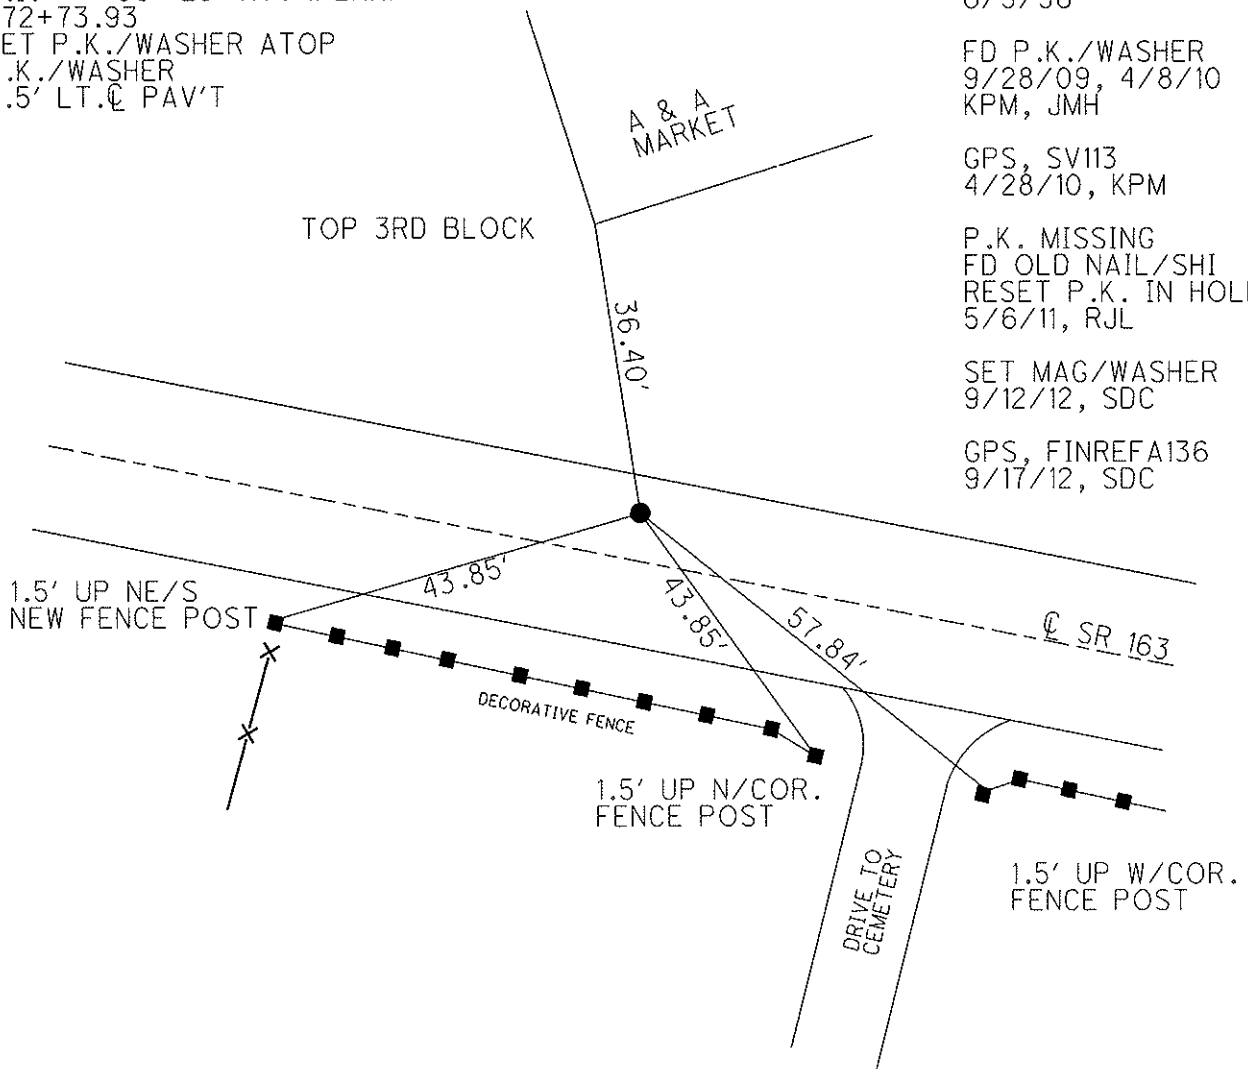 72+73.93
ET P.K./WASHER ATOP
.K./WASHER
.5' LT.℄ PAV'T
FD P.K./WASHER
9/28/09, 4/8/10
KPM, JMH
GPS, SV113
4/28/10, KPM
P.K. MISSING
FD OLD NAIL/SHI
RESET P.K. IN HOL
5/6/11, RJL
SET MAG/WASHER
9/12/12, SDC
GPS, FINREFA136
9/17/12, SDC
A & A
MARKET
TOP 3RD BLOCK
36.40'
43.85'
43.85'
57.84'
℄ SR 163
1.5' UP NE/S
NEW FENCE POST
DECORATIVE FENCE
1.5' UP N/COR.
FENCE POST
DRIVE TO
CEMETERY
1.5' UP W/COR.
FENCE POST